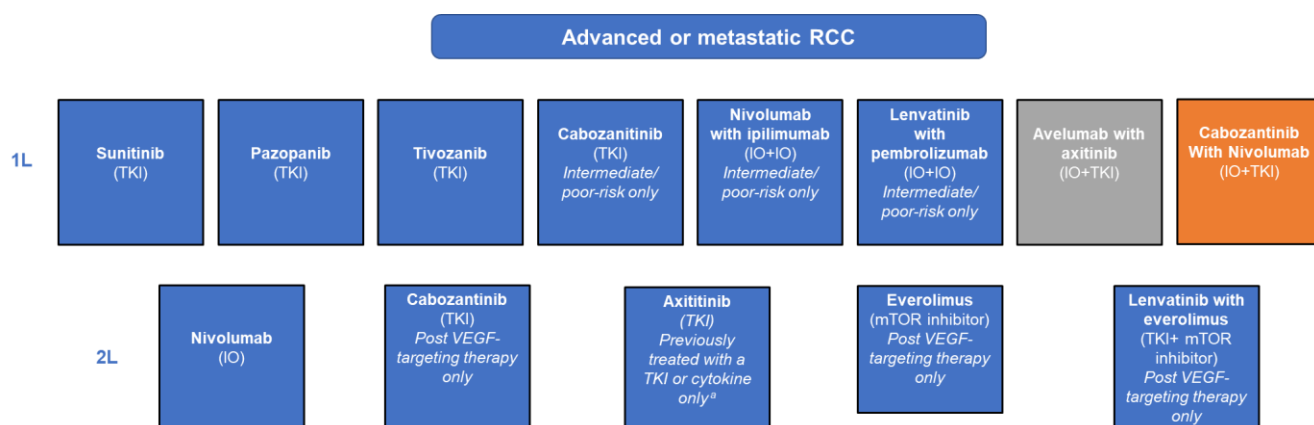 Advanced or metastatic RCC
1L
Sunitinib
(TKI)
Pazopanib
(TKI)
Tivozanib
(TKI)
Cabozanitinib
(TKI)
Intermediate/
poor-risk only
Nivolumab
with ipilimumab
(IO+IO)
Intermediate/
poor-risk only
Lenvatinib
with
pembrolizumab
(IO+IO)
Intermediate/
poor-risk only
Avelumab with
axitinib
(IO+TKI)
Cabozantinib
With Nivolumab
(IO+TKI)
2L
Nivolumab
(IO)
Cabozantinib
(TKI)
Post VEGF-
targeting therapy
only
Axititinib
(TKI)
Previously
treated with a
TKI or cytokine
only a
Everolimus
(mTOR inhibitor)
Post VEGF-
targeting therapy
only
Lenvatinib with
everolimus
(TKI+ mTOR
inhibitor)
Post VEGF-
targeting therapy
only